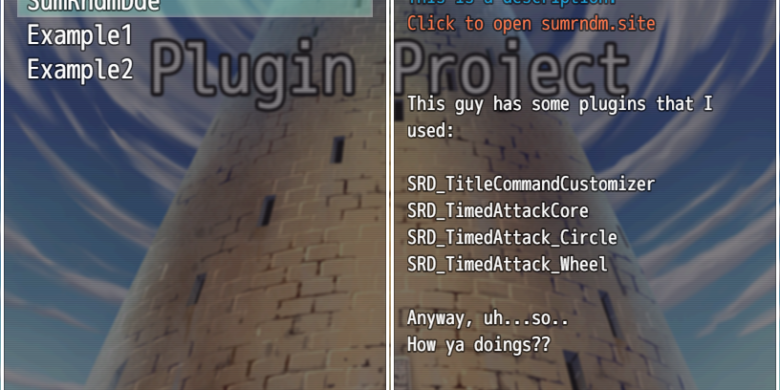 SumRndmDde
Example1
Example2
Plugin Project
This is a description!
Click to open sumrndm.site
This guy has some plugins that I
used:
SRD_TitleCommandCustomizer
SRD_TimedAttackCore
SRD_TimedAttack_Circle
SRD_TimedAttack_Wheel
Anyway, uh...so..
How ya doings??